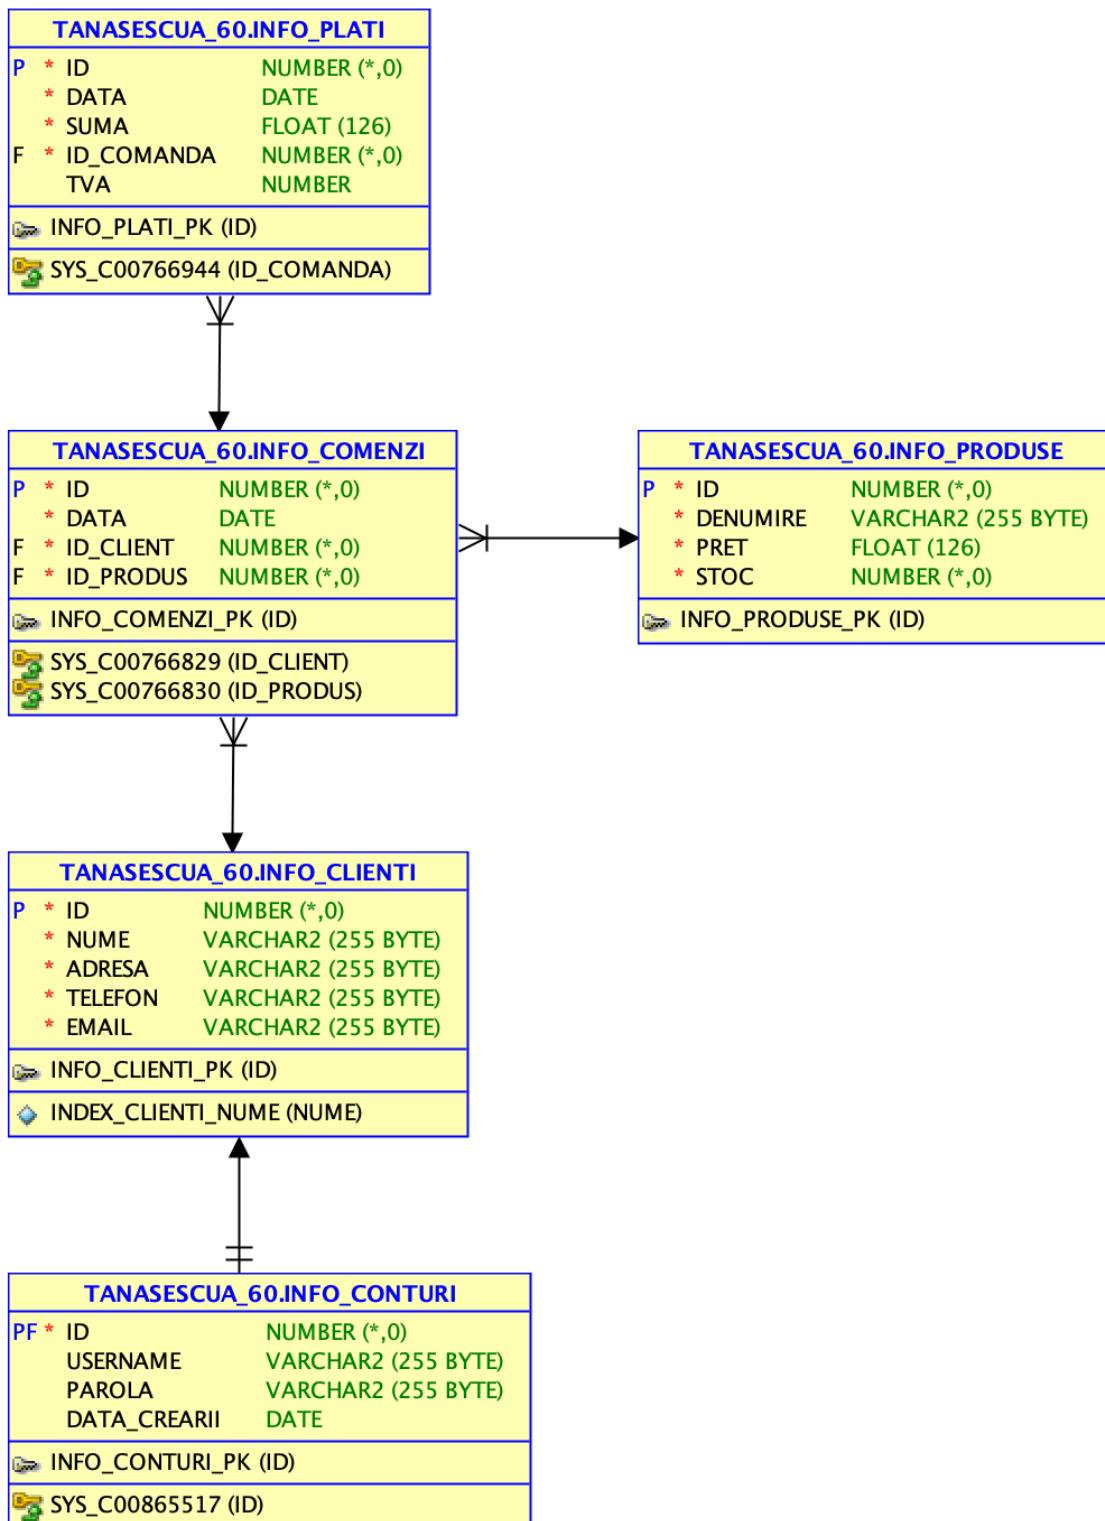 TANASESCUA_60.INFO_PLATI
P * ID NUMBER (*,0)
* DATA DATE
* SUMA FLOAT (126)
F * ID_COMANDA NUMBER (*,0)
TVA NUMBER
INFO_PLATI_PK (ID)
SYS_C00766944 (ID_COMANDA)
TANASESCUA_60.INFO_COMENZI
P * ID NUMBER (*,0)
* DATA DATE
F * ID_CLIENT NUMBER (*,0)
F * ID_PRODUS NUMBER (*,0)
INFO_COMENZI_PK (ID)
SYS_C00766829 (ID_CLIENT)
SYS_C00766830 (ID_PRODUS)
TANASESCUA_60.INFO_PRODUSE
P * ID NUMBER (*,0)
* DENUMIRE VARCHAR2 (255 BYTE)
* PRET FLOAT (126)
* STOC NUMBER (*,0)
INFO_PRODUSE_PK (ID)
TANASESCUA_60.INFO_CLIENTI
P * ID NUMBER (*,0)
* NUME VARCHAR2 (255 BYTE)
* ADRESA VARCHAR2 (255 BYTE)
* TELEFON VARCHAR2 (255 BYTE)
* EMAIL VARCHAR2 (255 BYTE)
INFO_CLIENTI_PK (ID)
INDEX_CLIENTI_NUME (NUME)
TANASESCUA_60.INFO_CONTURI
PF * ID NUMBER (*,0)
USERNAME VARCHAR2 (255 BYTE)
PAROLA VARCHAR2 (255 BYTE)
DATA_CREARII DATE
INFO_CONTURI_PK (ID)
SYS_C00865517 (ID)